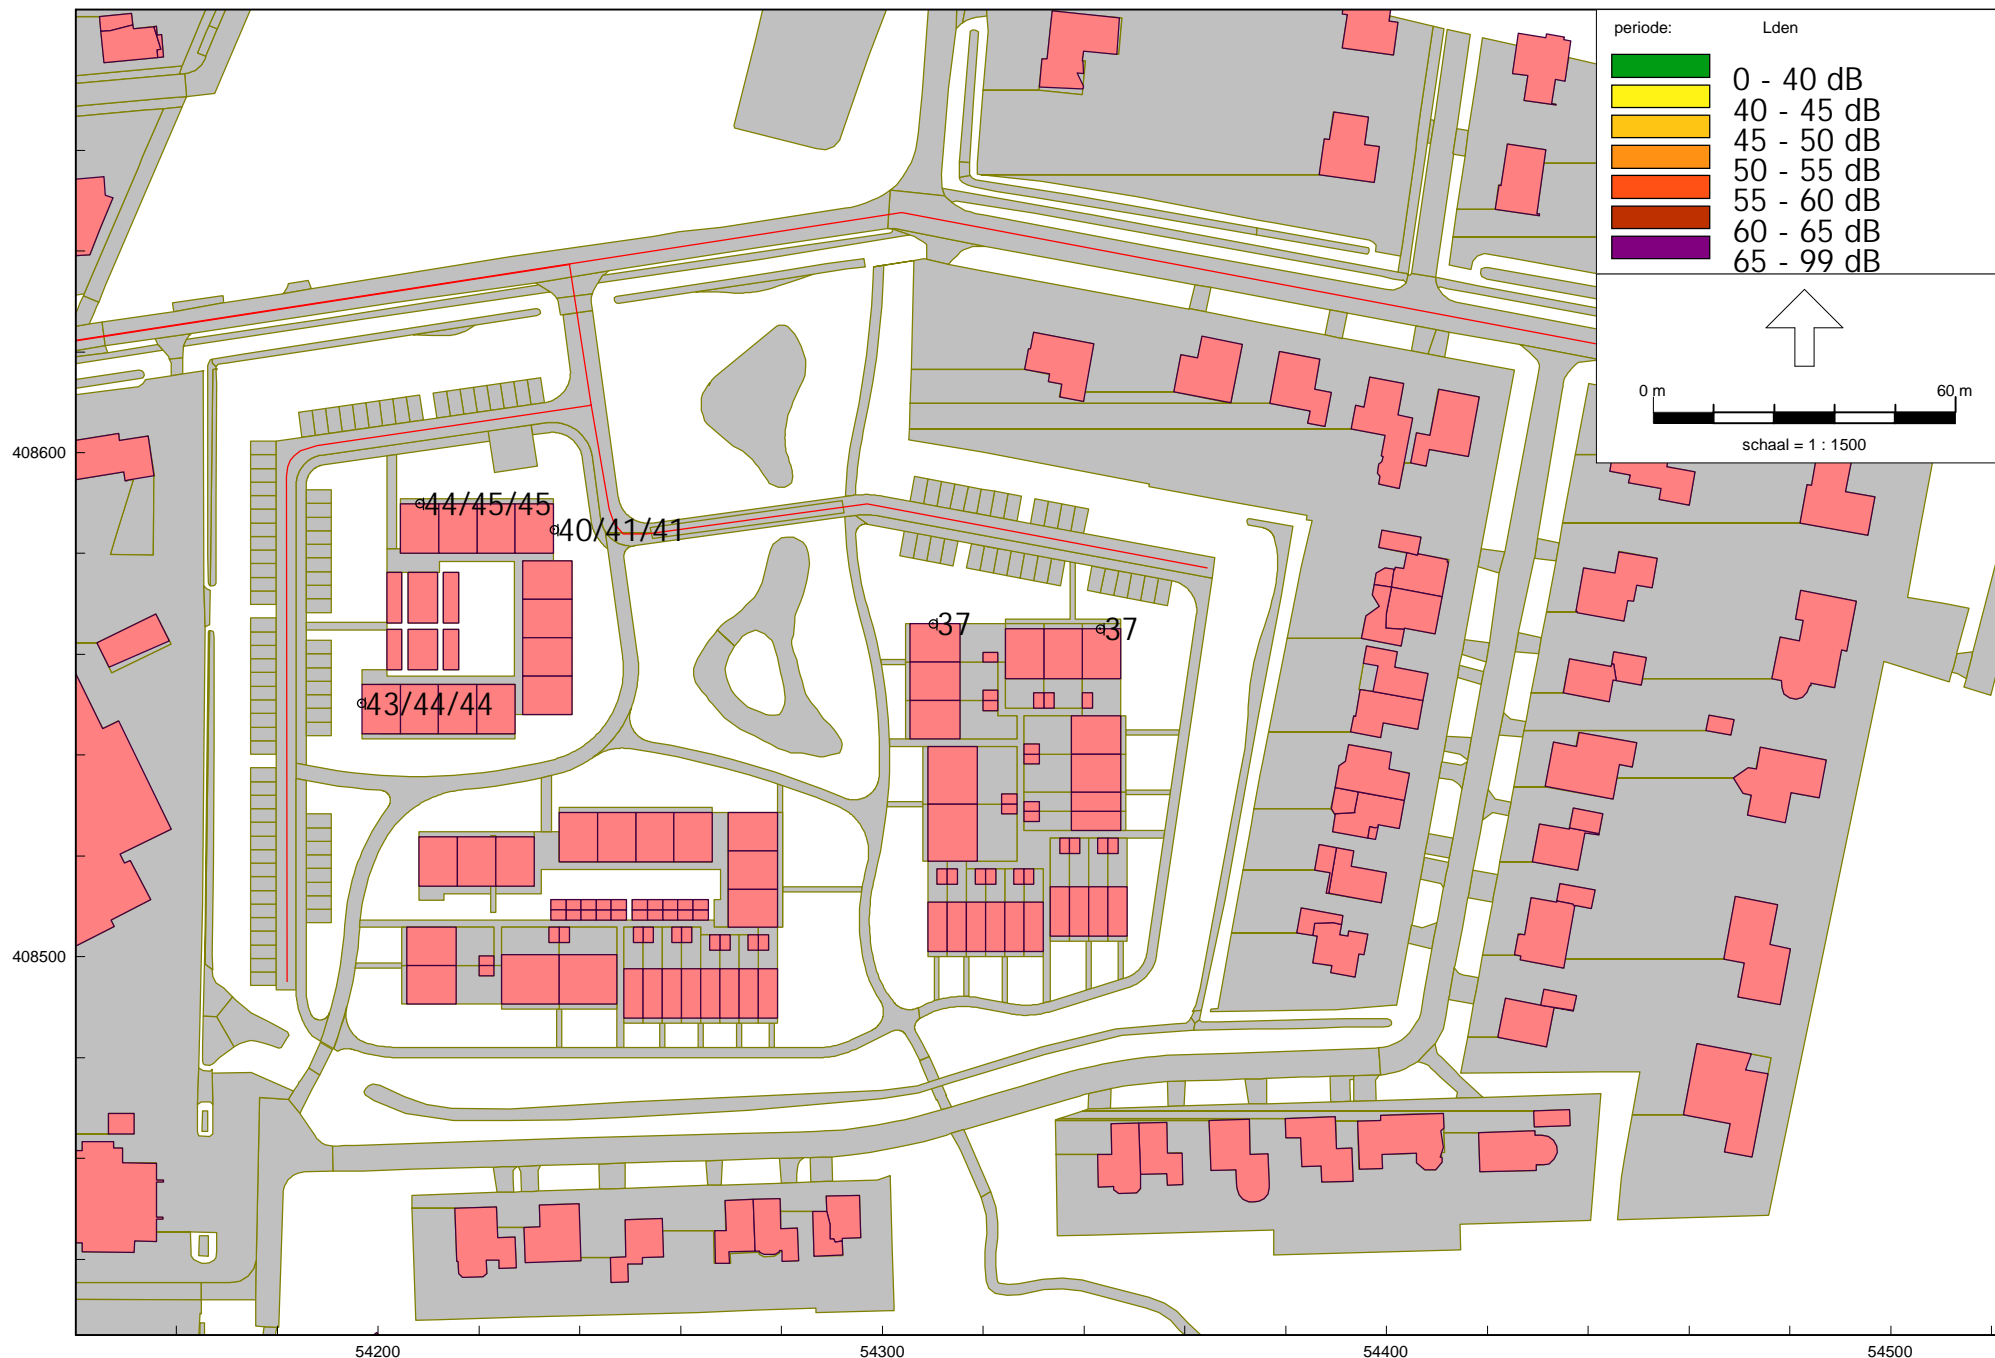 periode: Lden
0 - 40 dB
40 - 45 dB
45 - 50 dB
50 - 55 dB
55 - 60 dB
60 - 65 dB
65 - 99 dB
0 m 60 m
schaal = 1 : 1500
408600
44/45/45
40/41/41
37
37
43/44/44
408500
54200 54300 54400 54500